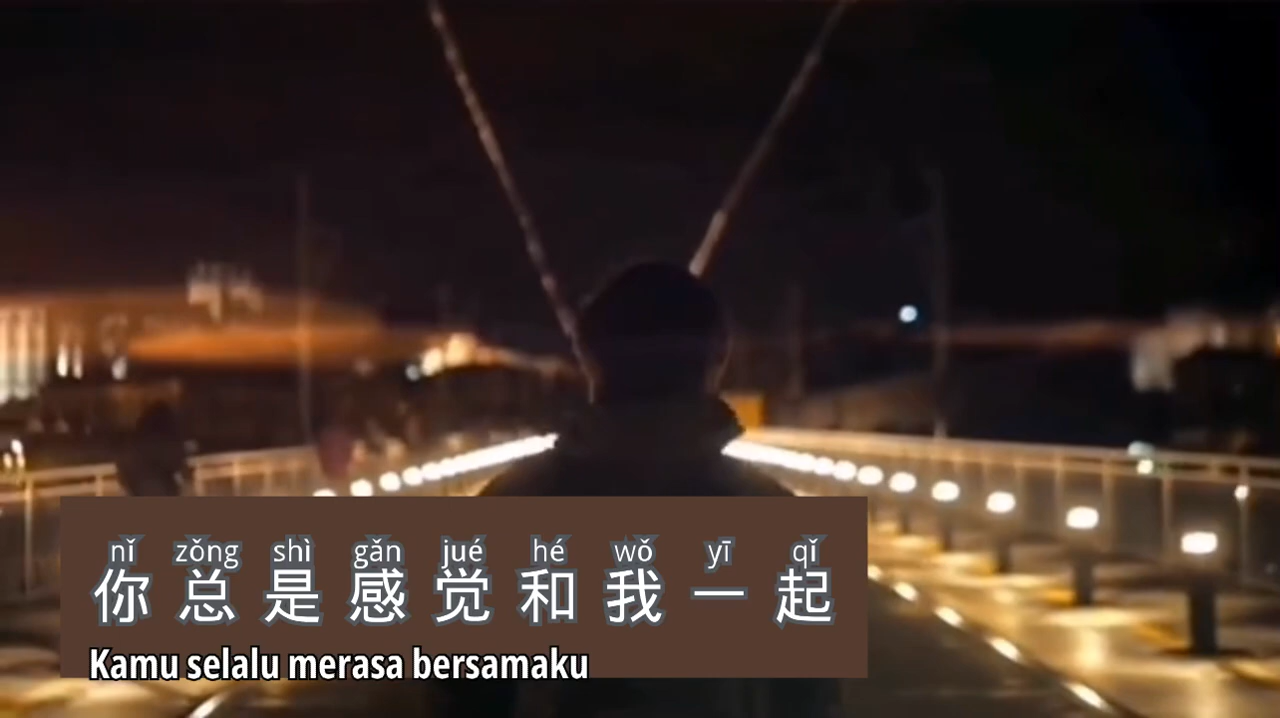 nǐ zǒng shì gǎn jué hé wǒ yī qǐ
你总是感觉和我一起
Kamu selalu merasa bersamaku